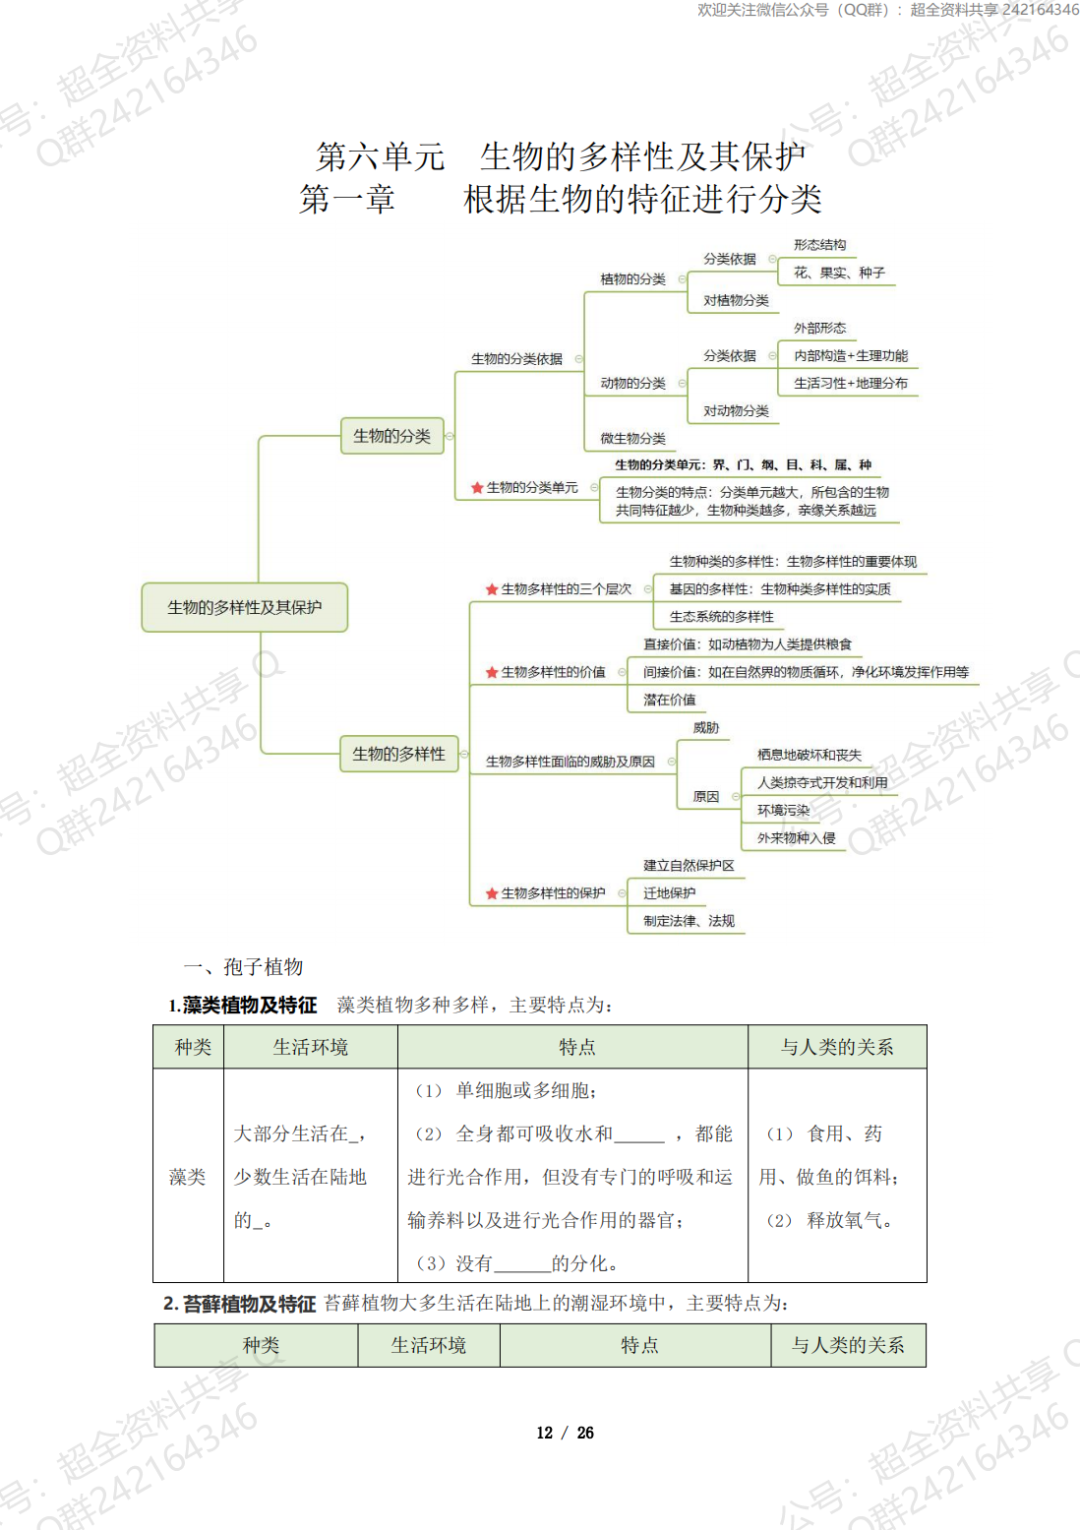 欢迎关注微信公众号（QQ群）：超全资料共享 242164346
第六单元 生物的多样性及其保护
第一章 根据生物的特征进行分类
形态结构
分类依据
花、果实、种子
植物的分类
对植物分类
外部形态
生物的分类依据
分类依据
内部构造+生理功能
动物的分类
生活习性+地理分布
对动物分类
生物的分类
微生物分类
生物的分类单元：界、门、纲、目、科、属、种
★生物的分类单元
生物分类的特点：分类单元越大，所包含的生物
共同特征越少，生物种类越多，亲缘关系越远
生物种类的多样性：生物多样性的重要体现
★生物多样性的三个层次
基因的多样性：生物种类多样性的实质
生物的多样性及其保护
生态系统的多样性
直接价值：如动植物为人类提供粮食
★生物多样性的价值
间接价值：如在自然界的物质循环，净化环境发挥作用等
潜在价值
威胁
生物的多样性
生物多样性面临的威胁及原因
栖息地破坏和丧失
人类掠夺式开发和利用
原因
环境污染
外来物种入侵
建立自然保护区
★生物多样性的保护
迁地保护
制定法律、法规
一、孢子植物
1.藻类植物及特征 藻类植物多种多样，主要特点为：
种类 生活环境 特点 与人类的关系
藻类
大部分生活在_，
少数生活在陆地
的_。
（1） 单细胞或多细胞；
（2） 全身都可吸收水和_____ ，都能
进行光合作用，但没有专门的呼吸和运
输养料以及进行光合作用的器官；
（3）没有______的分化。
（1） 食用、药
用、做鱼的饵料；
（2） 释放氧气。
2. 苔藓植物及特征 苔藓植物大多生活在陆地上的潮湿环境中，主要特点为：
种类 生活环境 特点 与人类的关系
12 / 26
公号：超全资料共享 Q
Q群242164346